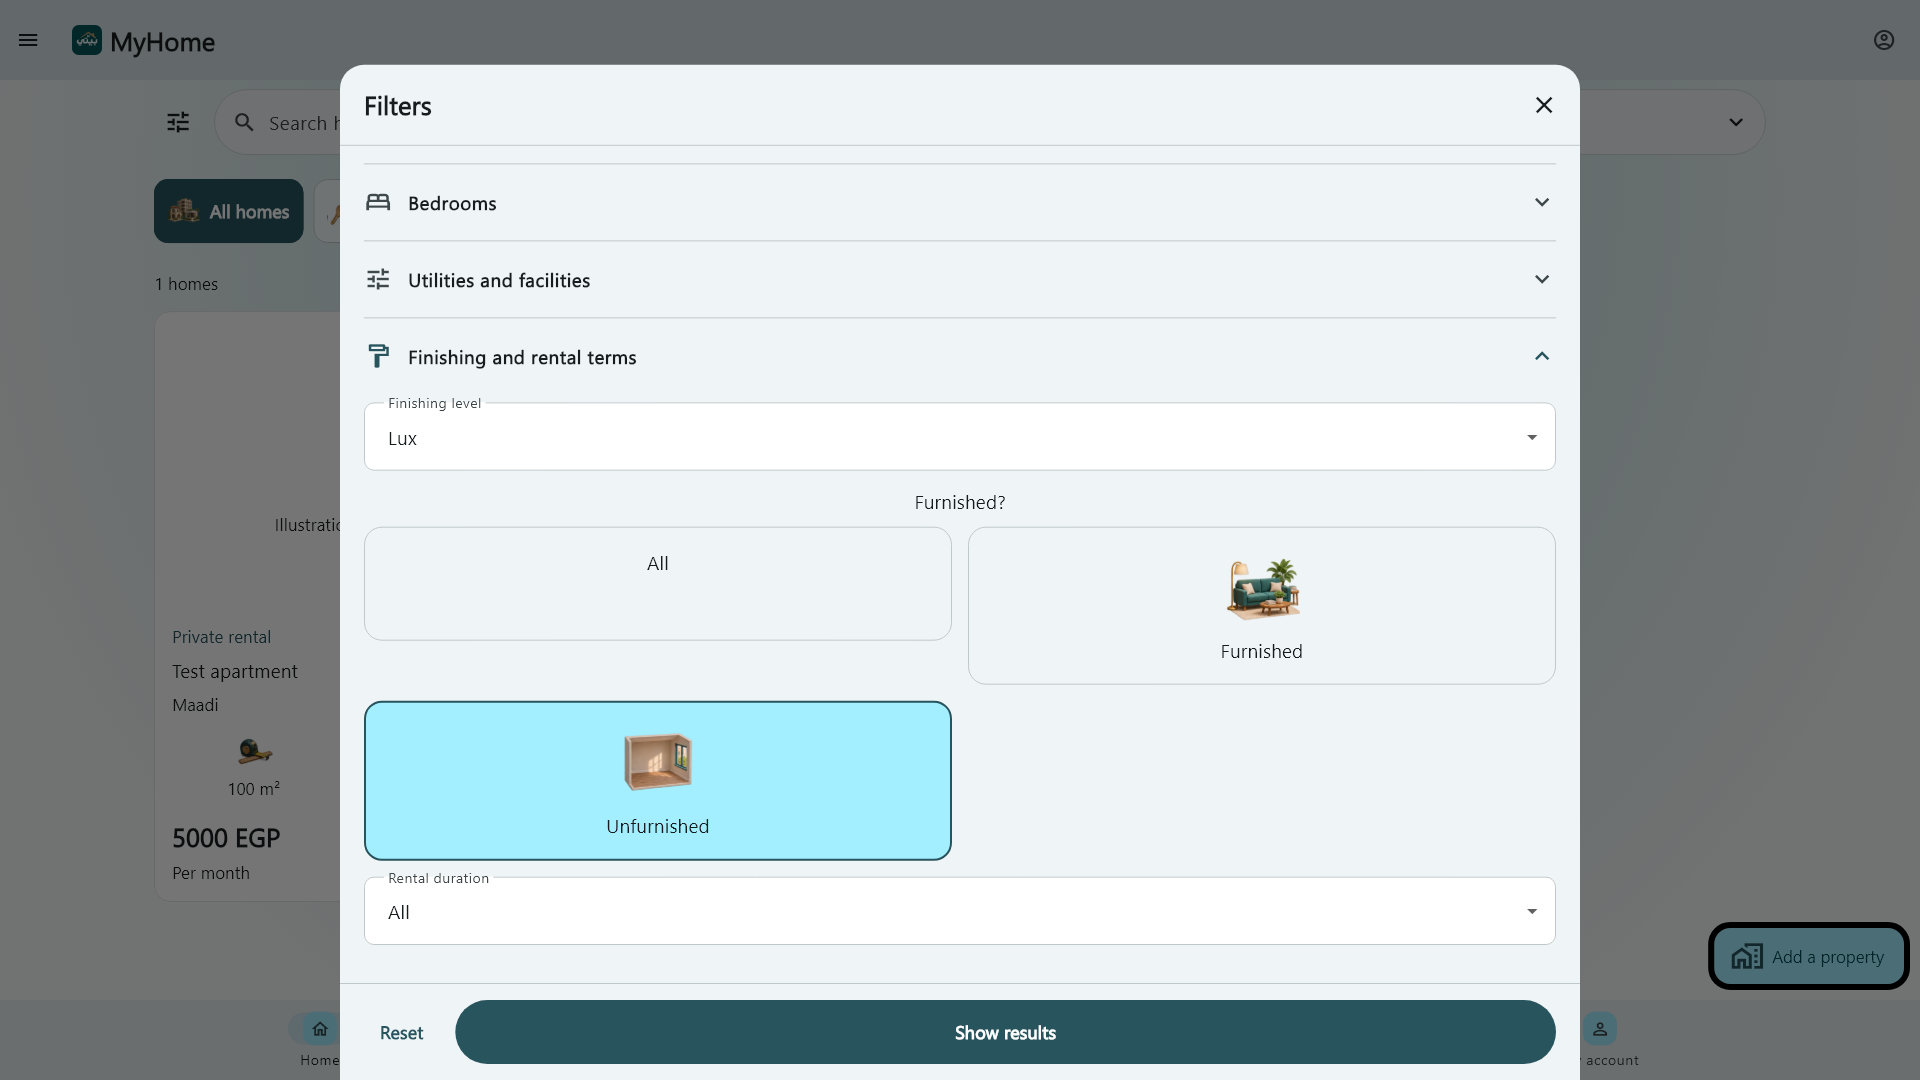 بيتي
MyHome
Filters
Search h
Bedrooms
All homes
Utilities and facilities
1 homes
Finishing and rental terms
Finishing level
Lux
Furnished?
Illustratio
All
Furnished
Private rental
Test apartment
Maadi
100 m²
Unfurnished
5000 EGP
Per month
Rental duration
All
Add a property
Reset
Show results
Home
account